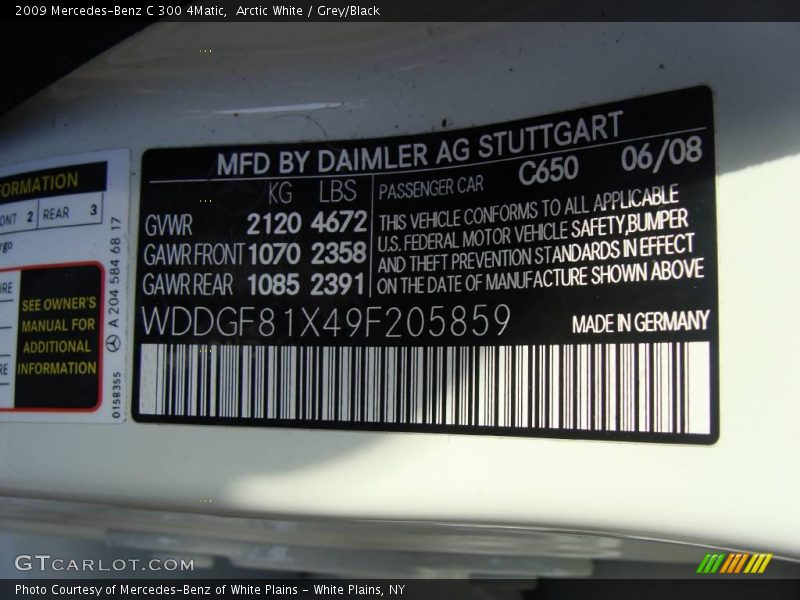 2009 Mercedes-Benz C 300 4Matic, Arctic White / Grey/Black
ORMATION
ONT 2 REAR 3
rgo
URE
RE
SEE OWNER'S
MANUAL FOR
ADDITIONAL
INFORMATION
A 204 584 68 17
0158355
MFD BY DAIMLER AG STUTTGART
KG LBS PASSENGER CAR C650 06/08
GVWR 2120 4672
GAWR FRONT 1070 2358
GAWR REAR 1085 2391
THIS VEHICLE CONFORMS TO ALL APPLICABLE
U.S. FEDERAL MOTOR VEHICLE SAFETY,BUMPER
AND THEFT PREVENTION STANDARDS IN EFFECT
ON THE DATE OF MANUFACTURE SHOWN ABOVE
WDDGF81X49F205859 MADE IN GERMANY
GTCARLOT.COM
Photo Courtesy of Mercedes-Benz of White Plains - White Plains, NY